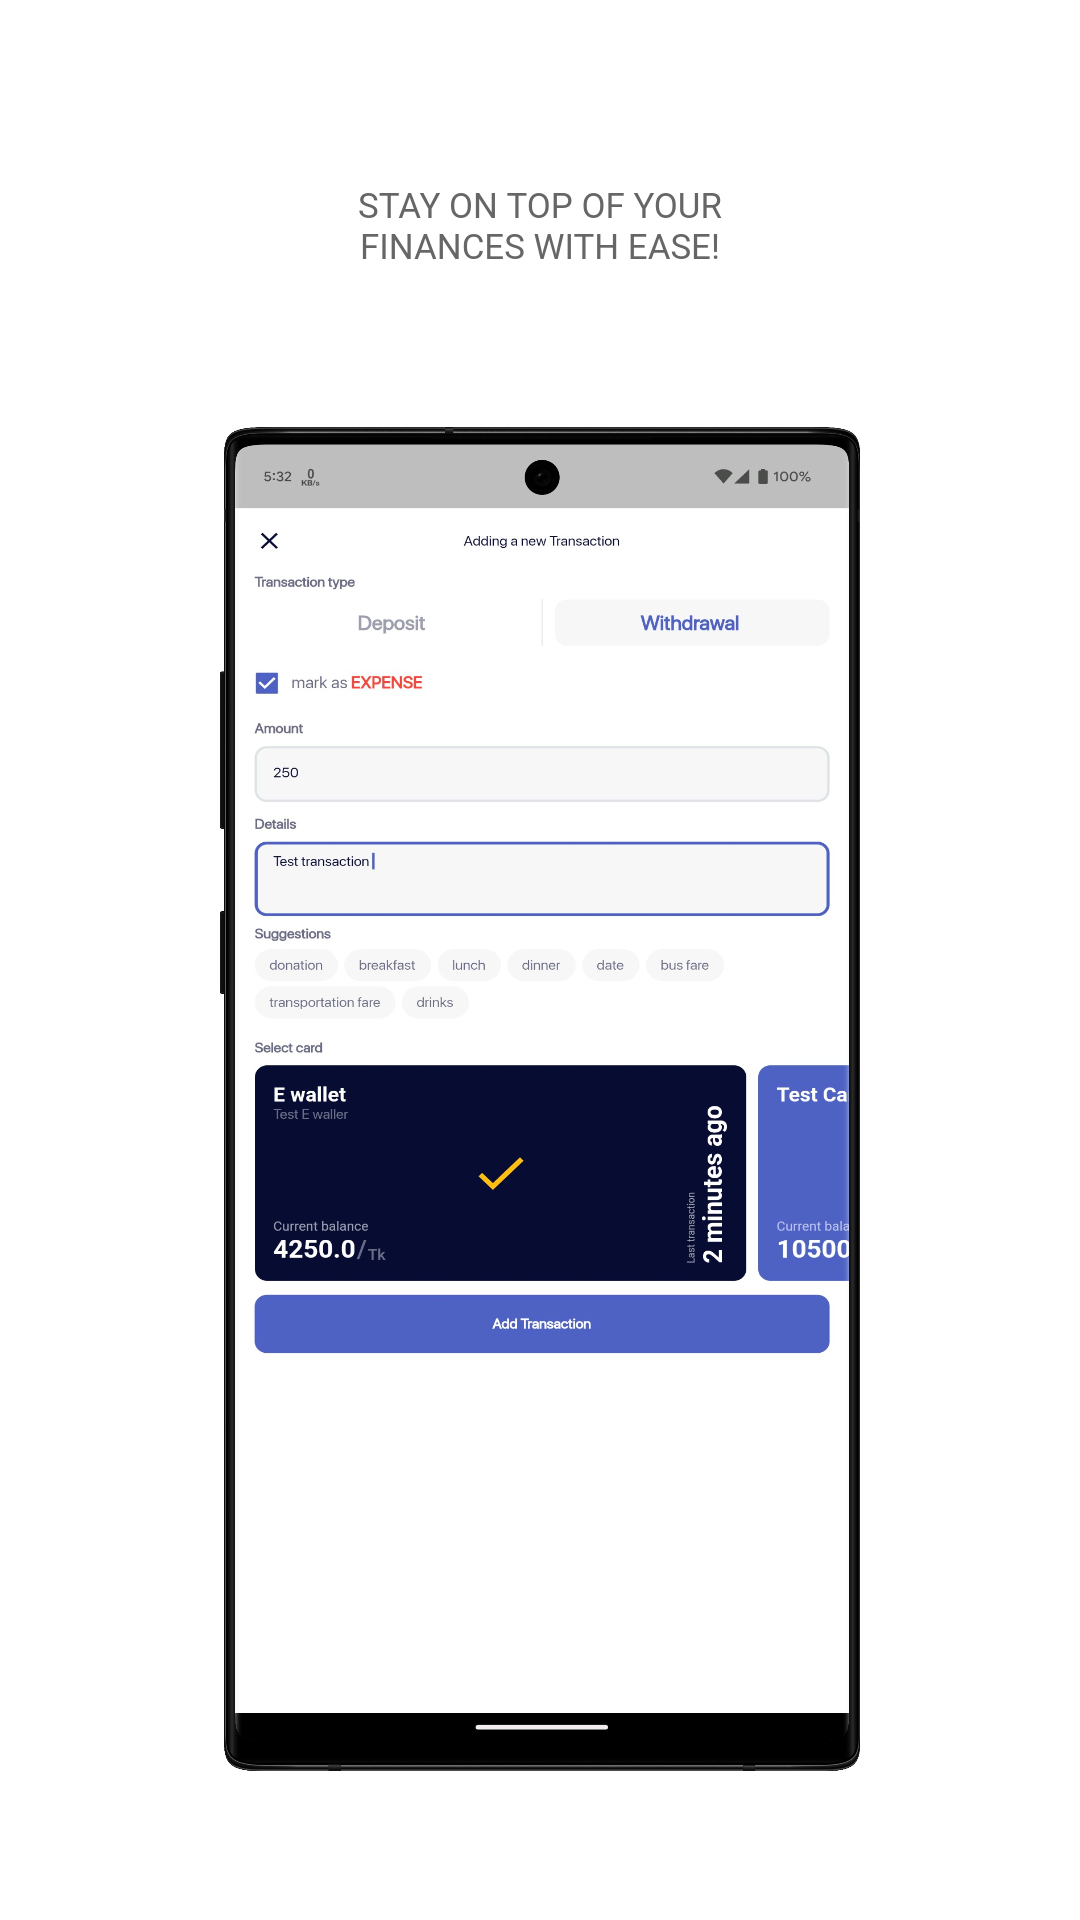 STAY ON TOP OF YOUR
FINANCES WITH EASE!
5:32 0 KB/s 100%
Adding a new Transaction
Transaction type
Deposit Withdrawal
mark as EXPENSE
Amount
250
Details
Test transaction
Suggestions
donation breakfast lunch dinner date bus fare
transportation fare drinks
Select card
E wallet
Test E waller
Current balance
4250.0/Tk
Last transaction
2 minutes ago
Test Ca
Current bala
10500
Add Transaction